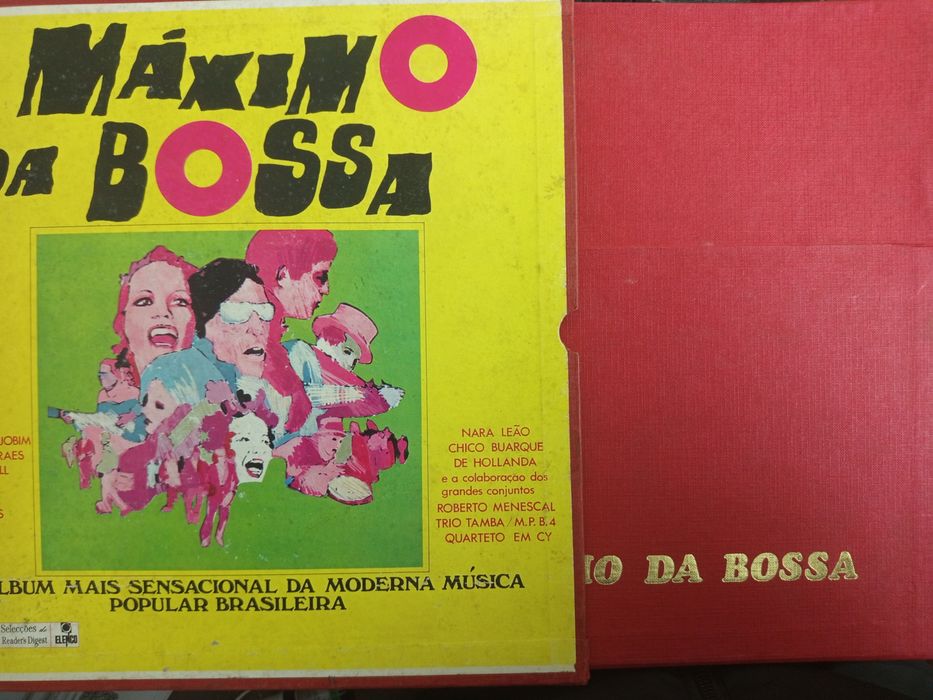 MÁXIMO
DA BOSSA
JOBIM
RAES
LL
S
NARA LEÃO
CHICO BUARQUE
DE HOLLANDA
e a colaboração dos
grandes conjuntos
ROBERTO MENESCAL
TRIO TAMBA / M.P.B.4
QUARTETO EM CY
LBUM MAIS SENSACIONAL DA MODERNA MÚSICA
POPULAR BRASILEIRA
Selecções do
Reader's Digest
ELENCO
MO DA BOSSA